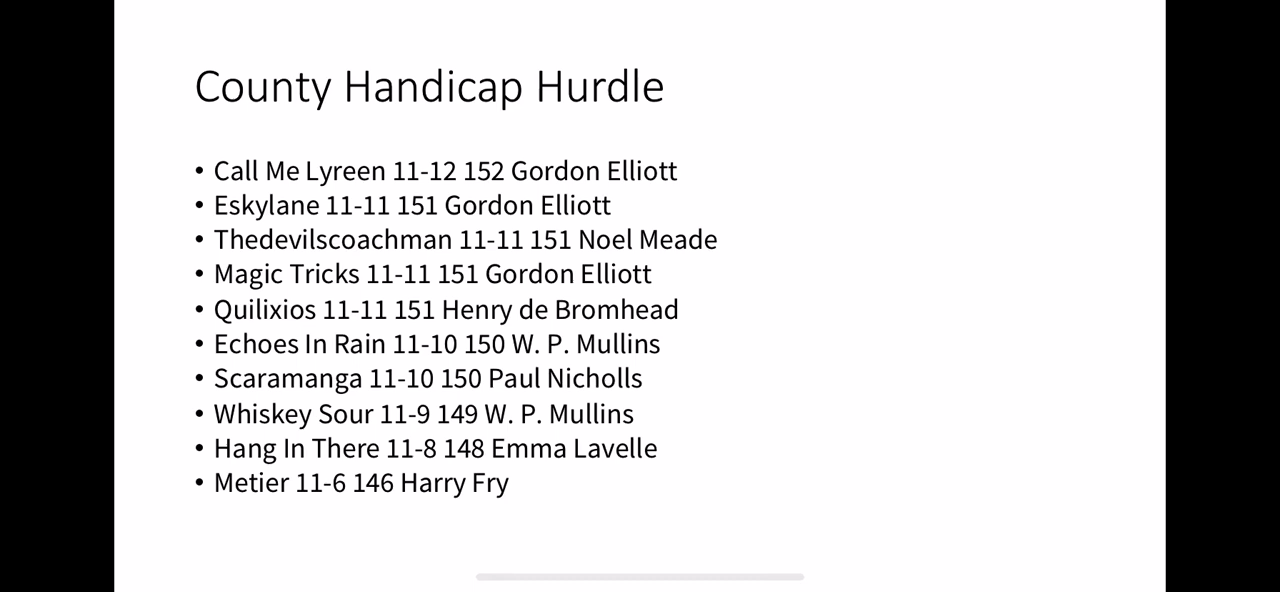 County Handicap Hurdle
• Call Me Lyreen 11-12 152 Gordon Elliott
• Eskylane 11-11 151 Gordon Elliott
• Thedevilscoachman 11-11 151 Noel Meade
• Magic Tricks 11-11 151 Gordon Elliott
• Quilixios 11-11 151 Henry de Bromhead
• Echoes In Rain 11-10 150 W. P. Mullins
• Scaramanga 11-10 150 Paul Nicholls
• Whiskey Sour 11-9 149 W. P. Mullins
• Hang In There 11-8 148 Emma Lavelle
• Metier 11-6 146 Harry Fry